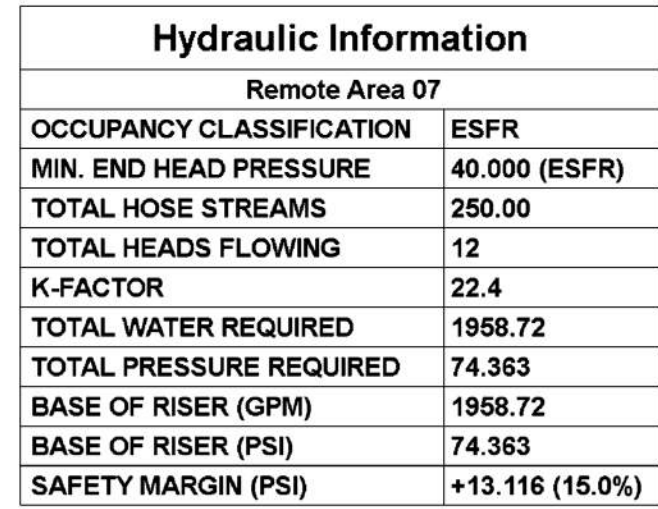 Hydraulic Information
Remote Area 07
OCCUPANCY CLASSIFICATION ESFR
MIN. END HEAD PRESSURE 40.000 (ESFR)
TOTAL HOSE STREAMS 250.00
TOTAL HEADS FLOWING 12
K-FACTOR 22.4
TOTAL WATER REQUIRED 1958.72
TOTAL PRESSURE REQUIRED 74.363
BASE OF RISER (GPM) 1958.72
BASE OF RISER (PSI) 74.363
SAFETY MARGIN (PSI) +13.116 (15.0%)